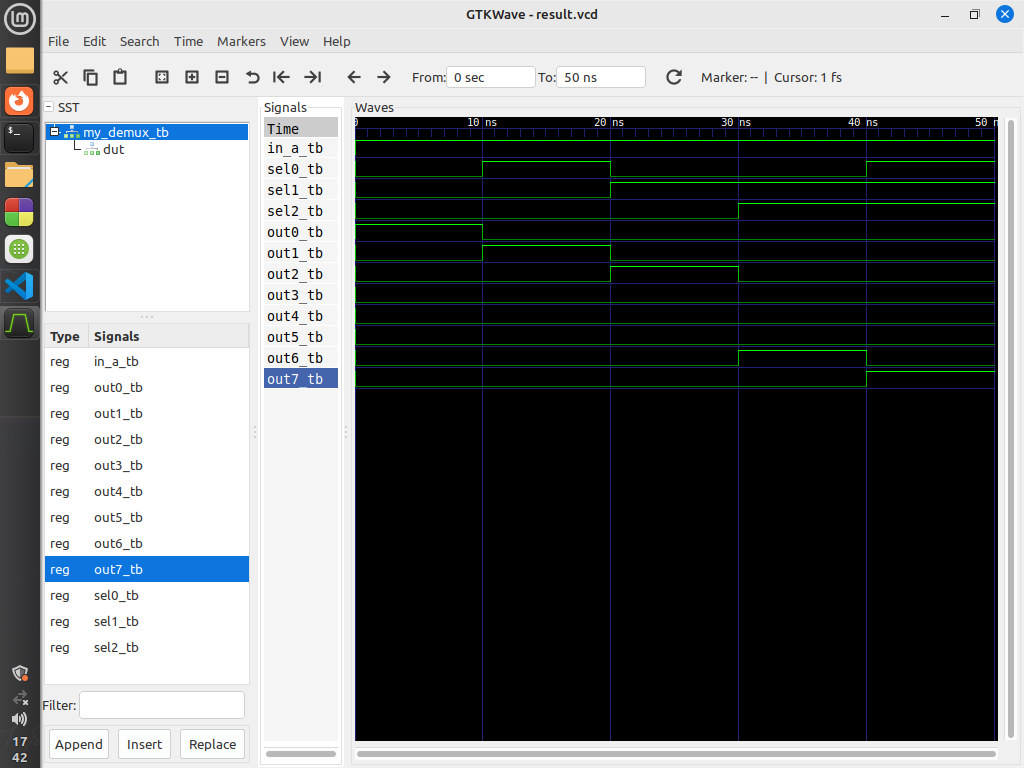 GTKWave - result.vcd
File Edit Search Time Markers View Help
From: 0 sec To: 50 ns Marker: -- | Cursor: 1 fs
SST
my_demux_tb
dut
Type Signals
reg in_a_tb
reg out0_tb
reg out1_tb
reg out2_tb
reg out3_tb
reg out4_tb
reg out5_tb
reg out6_tb
reg out7_tb
reg sel0_tb
reg sel1_tb
reg sel2_tb
Filter:
Append Insert Replace
Signals
Time
in_a_tb
sel0_tb
sel1_tb
sel2_tb
out0_tb
out1_tb
out2_tb
out3_tb
out4_tb
out5_tb
out6_tb
out7_tb
Waves
0 10 ns 20 ns 30 ns 40 ns 50 n
17
42